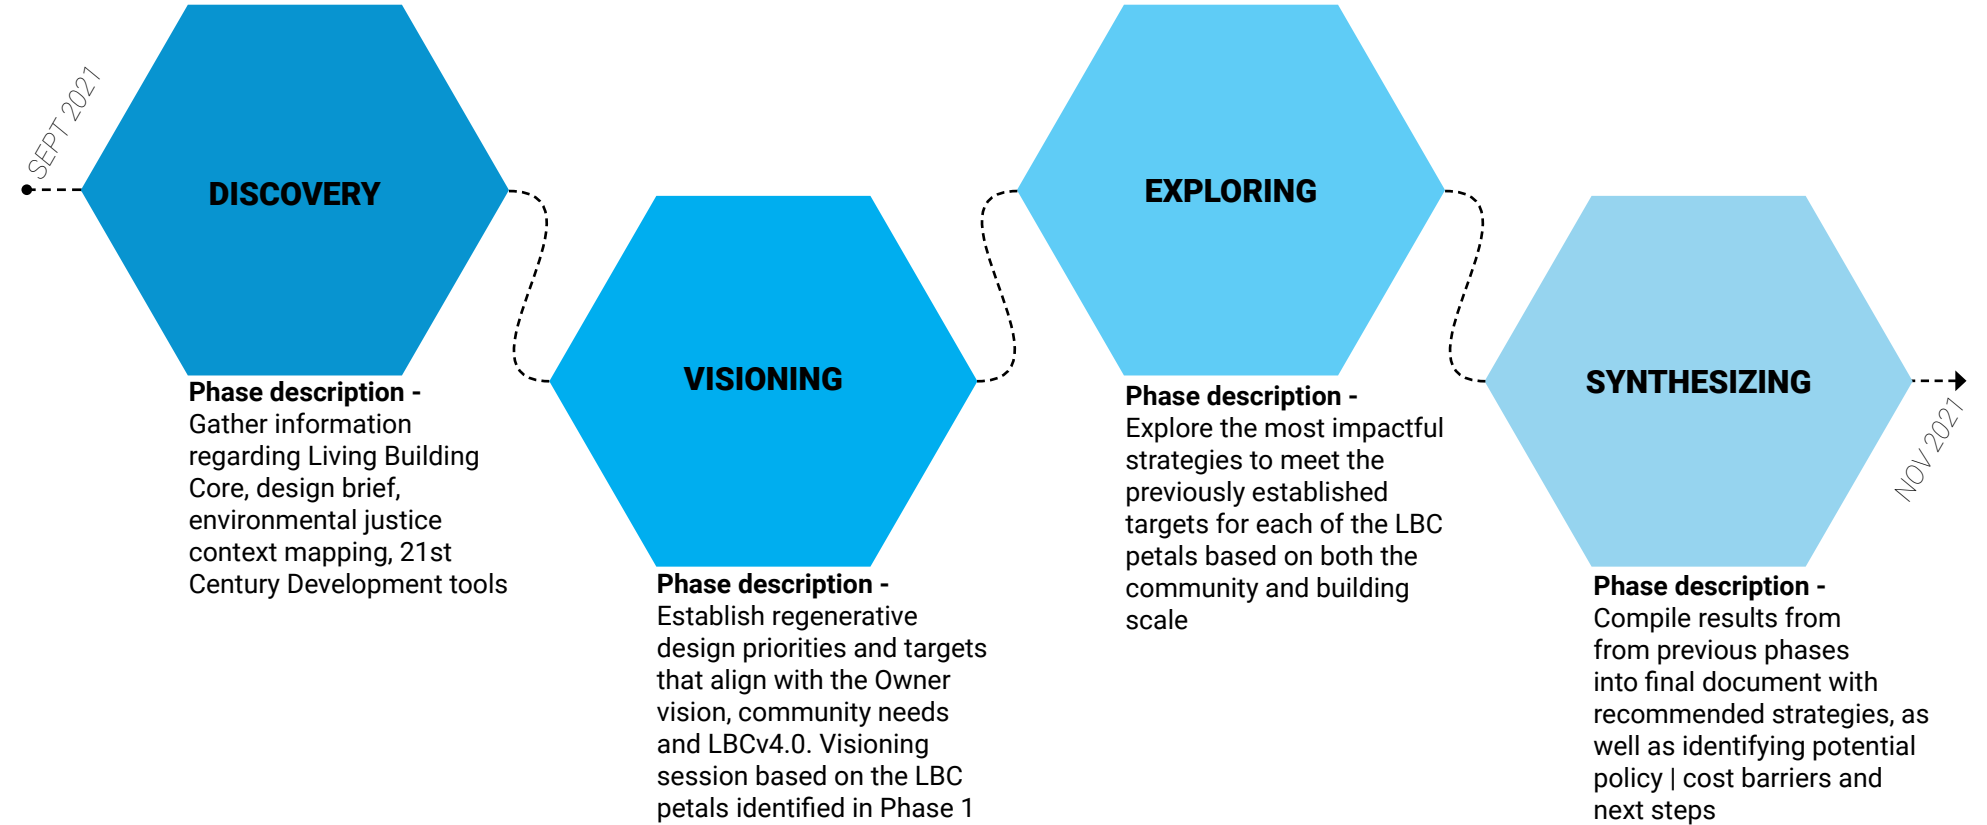 SEPT 2021
DISCOVERY
Phase description -
Gather information
regarding Living Building
Core, design brief,
environmental justice
context mapping, 21st
Century Development tools
VISIONING
Phase description -
Establish regenerative
design priorities and targets
that align with the Owner
vision, community needs
and LBCv4.0. Visioning
session based on the LBC
petals identified in Phase 1
EXPLORING
Phase description -
Explore the most impactful
strategies to meet the
previously established
targets for each of the LBC
petals based on both the
community and building
scale
SYNTHESIZING
Phase description -
Compile results from
from previous phases
into final document with
recommended strategies, as
well as identifying potential
policy | cost barriers and
next steps
NOV 2021